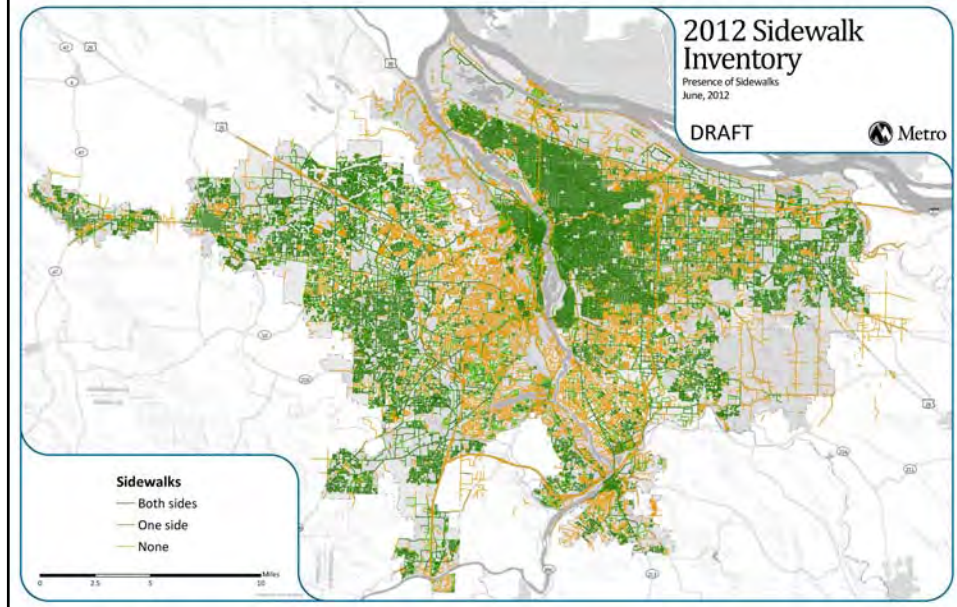 2012 Sidewalk
Inventory
Presence of Sidewalks
June, 2012
DRAFT
Metro
Sidewalks
Both sides
One side
None
Miles
0 2.5 5 10